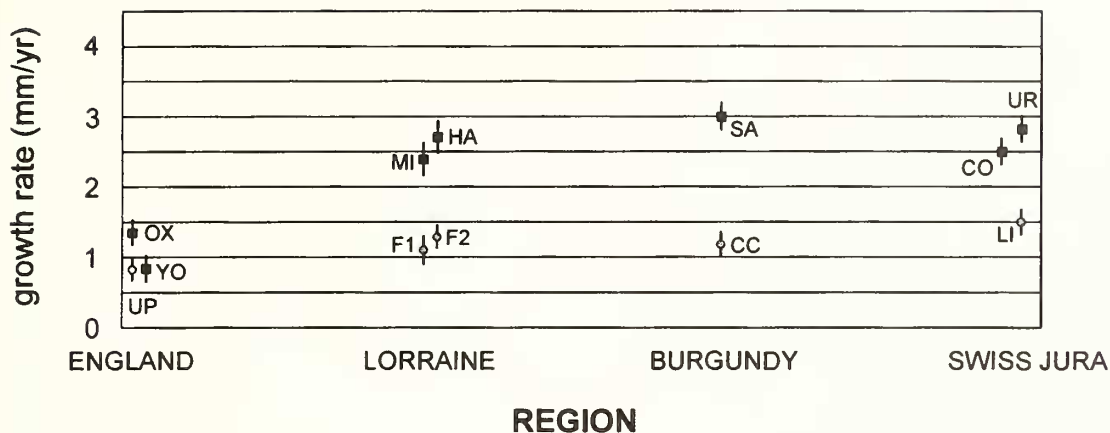 growth rate (mm/yr)
4
3
2
1
0
UR
HA
SA
MI
CO
OX
F1
F2
CC
LI
YO
UP
ENGLAND
LORRAINE
BURGUNDY
SWISS JURA
REGION